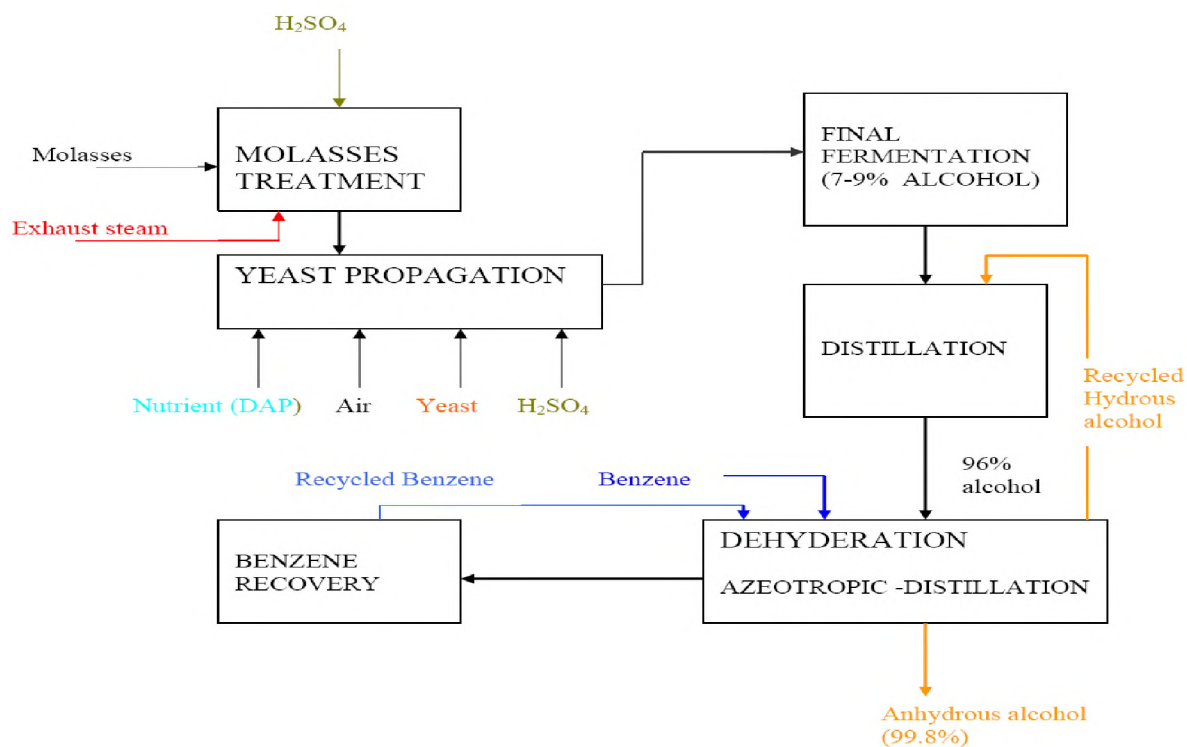 H₂SO₄
Molasses
MOLASSES
TREATMENT
Exhaust steam
YEAST PROPAGATION
Nutrient (DAP)
Air
Yeast
H₂SO₄
FINAL
FERMENTATION
(7-9% ALCOHOL)
DISTILLATION
Recycled
Hydrous
alcohol
96%
alcohol
Recycled Benzene
Benzene
BENZENE
RECOVERY
DEHYDERATION
AZEOTROPIC -DISTILLATION
Anhydrous alcohol
(99.8%)